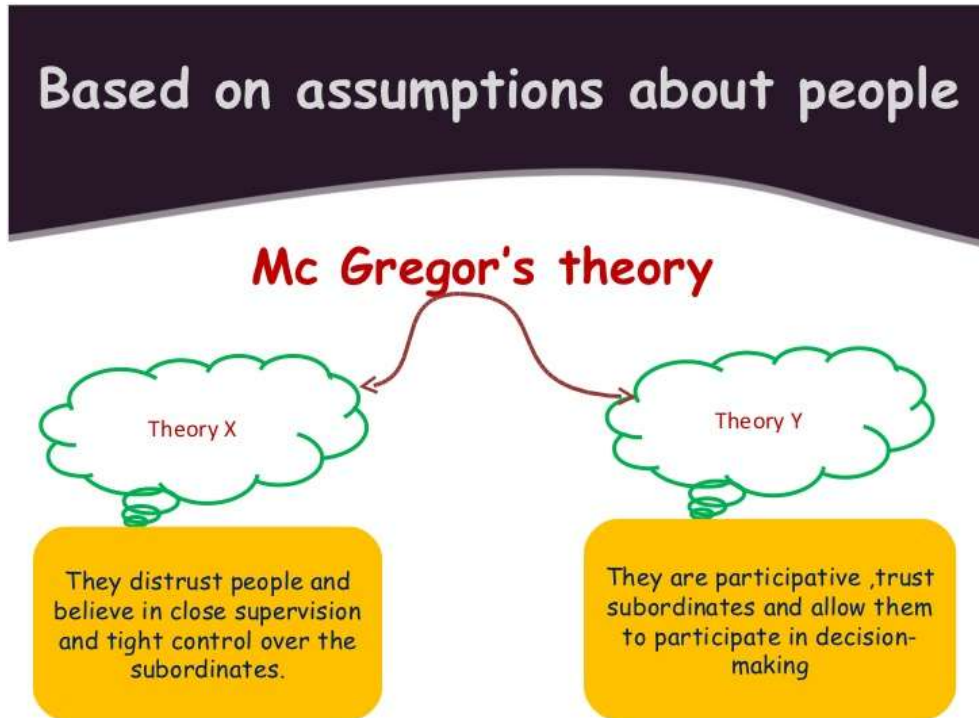 Based on assumptions about people
Mc Gregor's theory
Theory X
Theory Y
They distrust people and
believe in close supervision
and tight control over the
subordinates.
They are participative ,trust
subordinates and allow them
to participate in decision-
making